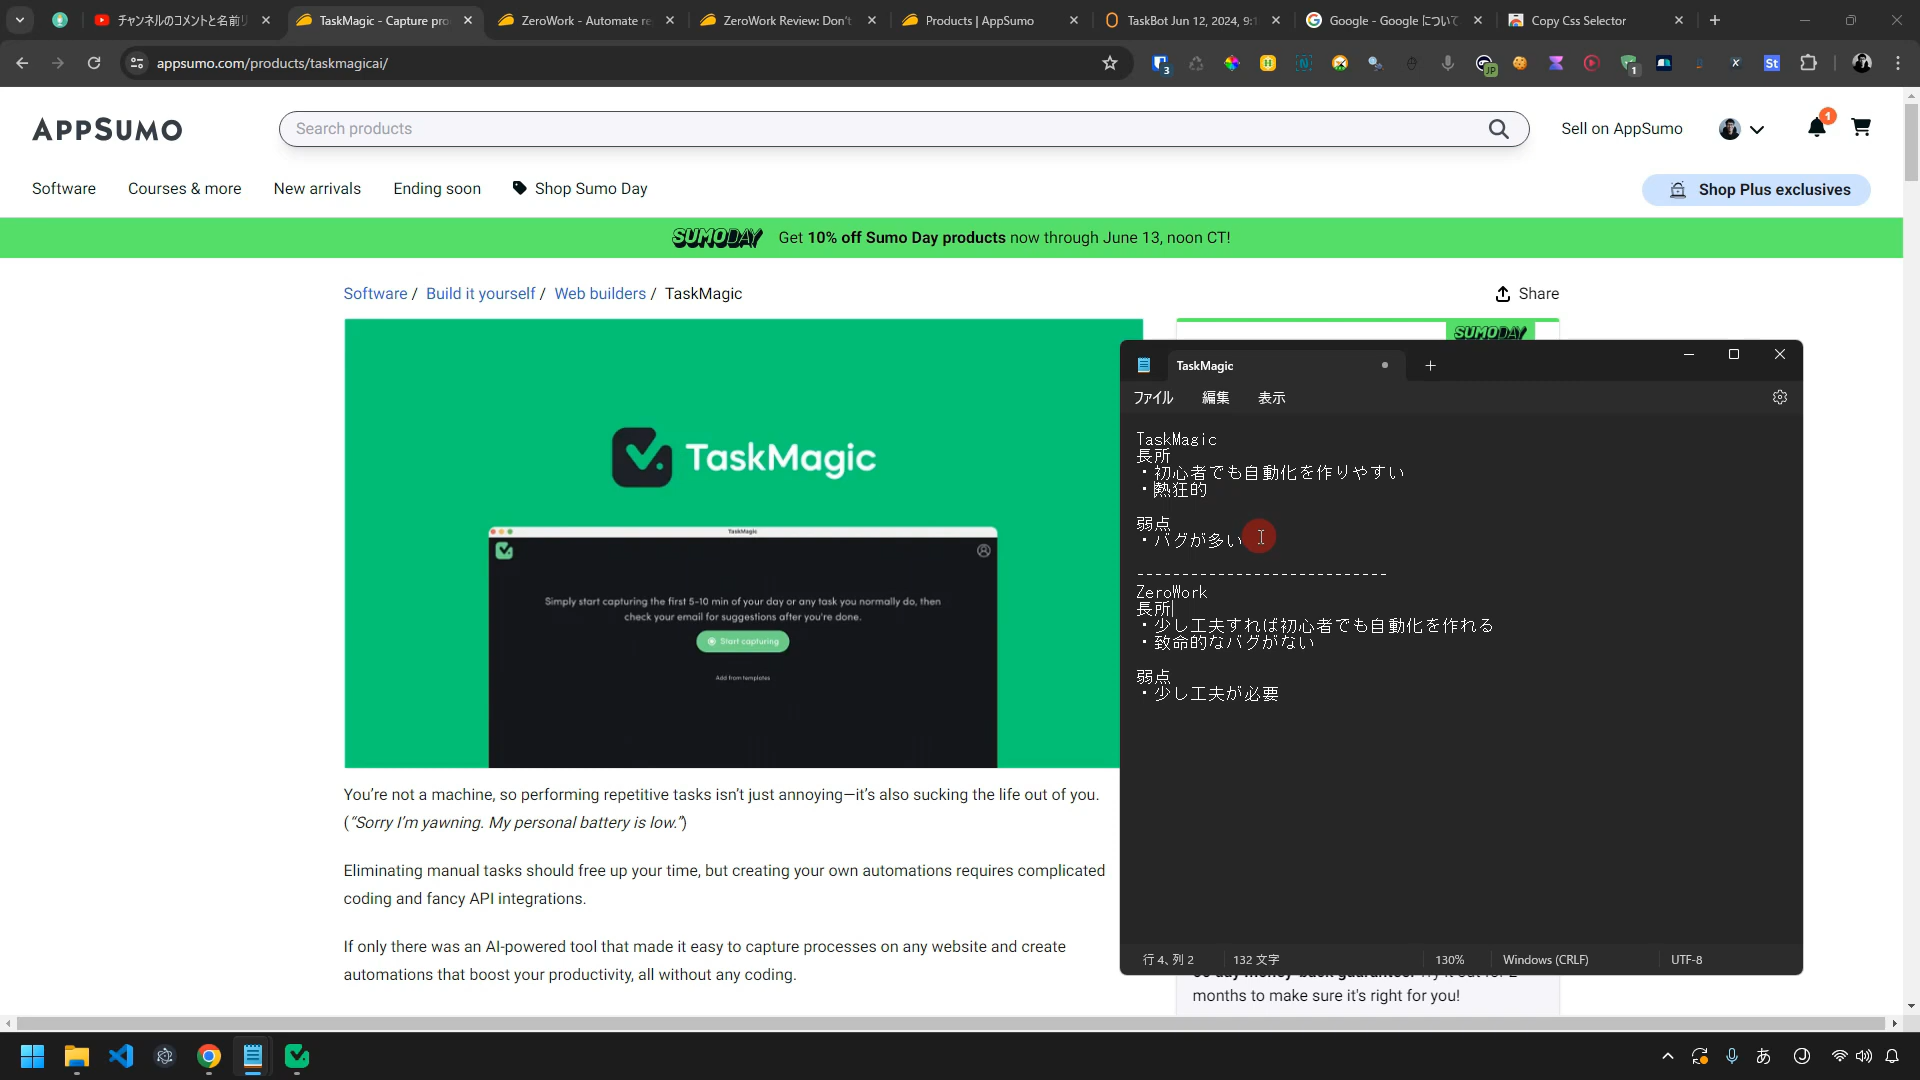 チャンネルのコメントと名前リ
TaskMagic - Capture pro
ZeroWork - Automate re
ZeroWork Review: Don't
Products | AppSumo
TaskBot Jun 12, 2024, 9:1
Google - Google について
Copy Css Selector
appsumo.com/products/taskmagicai/
3
JP
1
St
APPSUMO
Search products
Sell on AppSumo
1
Software
Courses & more
New arrivals
Ending soon
Shop Sumo Day
Shop Plus exclusives
SUMODAY
Get 10% off Sumo Day products now through June 13, noon CT!
Software / Build it yourself / Web builders / TaskMagic
Share
SUMODAY
TaskMagic
TaskMagic
Simply start capturing the first 5-10 min of your day or any task you normally do, then
check your email for suggestions after you're done.
Start capturing
Add from templates
You're not a machine, so performing repetitive tasks isn't just annoying—it's also sucking the life out of you.
(“Sorry I'm yawning. My personal battery is low.”)
Eliminating manual tasks should free up your time, but creating your own automations requires complicated
coding and fancy API integrations.
If only there was an AI-powered tool that made it easy to capture processes on any website and create
automations that boost your productivity, all without any coding.
TaskMagic
ファイル
編集
表示
TaskMagic
長所
・初心者でも自動化を作りやすい
・熱狂的
弱点
・バグが多い
----------------------------
ZeroWork
長所
・少し工夫すれば初心者でも自動化を作れる
・致命的なバグがない
弱点
・少し工夫が必要
行 4、列 2
132 文字
130%
Windows (CRLF)
UTF-8
months to make sure it's right for you!
あ